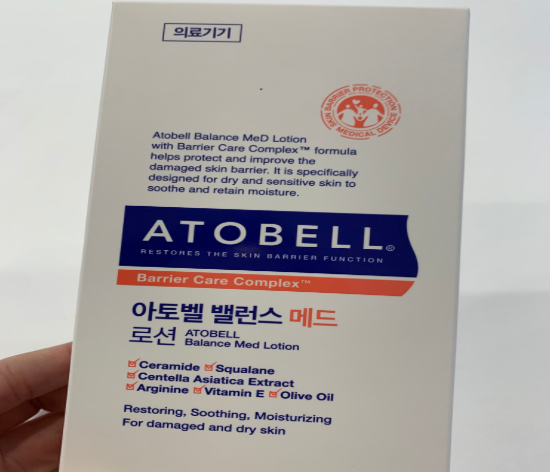 의료기기
SKIN BARRIER PROTECTION
MEDICAL DEVICE
Atobell Balance MeD Lotion
with Barrier Care Complex™ formula
helps protect and improve the
damaged skin barrier. It is specifically
designed for dry and sensitive skin to
soothe and retain moisture.
ATOBELL®
RESTORES THE SKIN BARRIER FUNCTION
Barrier Care Complex™
아토벨 밸런스 메드
로션 ATOBELL
Balance Med Lotion
Ceramide Squalane
Centella Asiatica Extract
Arginine Vitamin E Olive Oil
Restoring, Soothing, Moisturizing
For damaged and dry skin